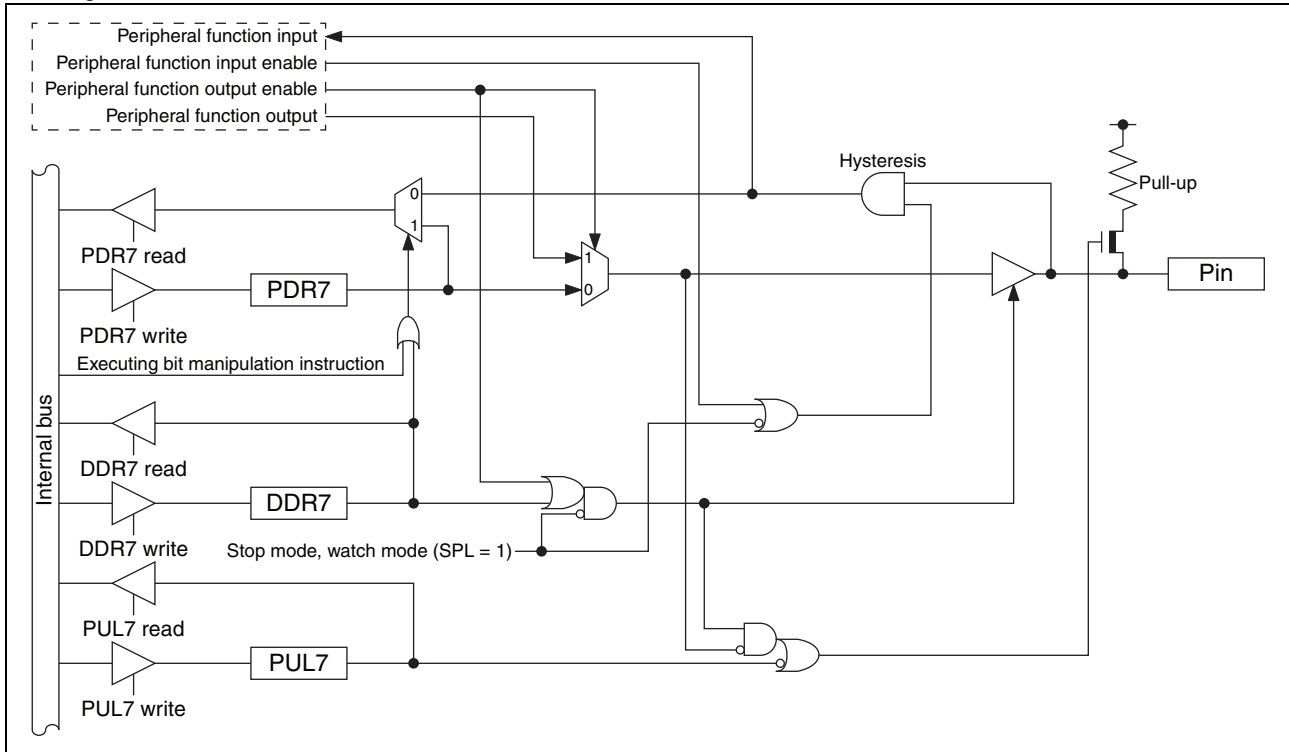 Peripheral function input
Peripheral function input enable
Peripheral function output enable
Peripheral function output
Hysteresis
Pull-up
0
1
PDR7 read
1
0
PDR7
Pin
PDR7 write
Executing bit manipulation instruction
Internal bus
DDR7 read
DDR7
DDR7 write
Stop mode, watch mode (SPL = 1)
PUL7 read
PUL7
PUL7 write